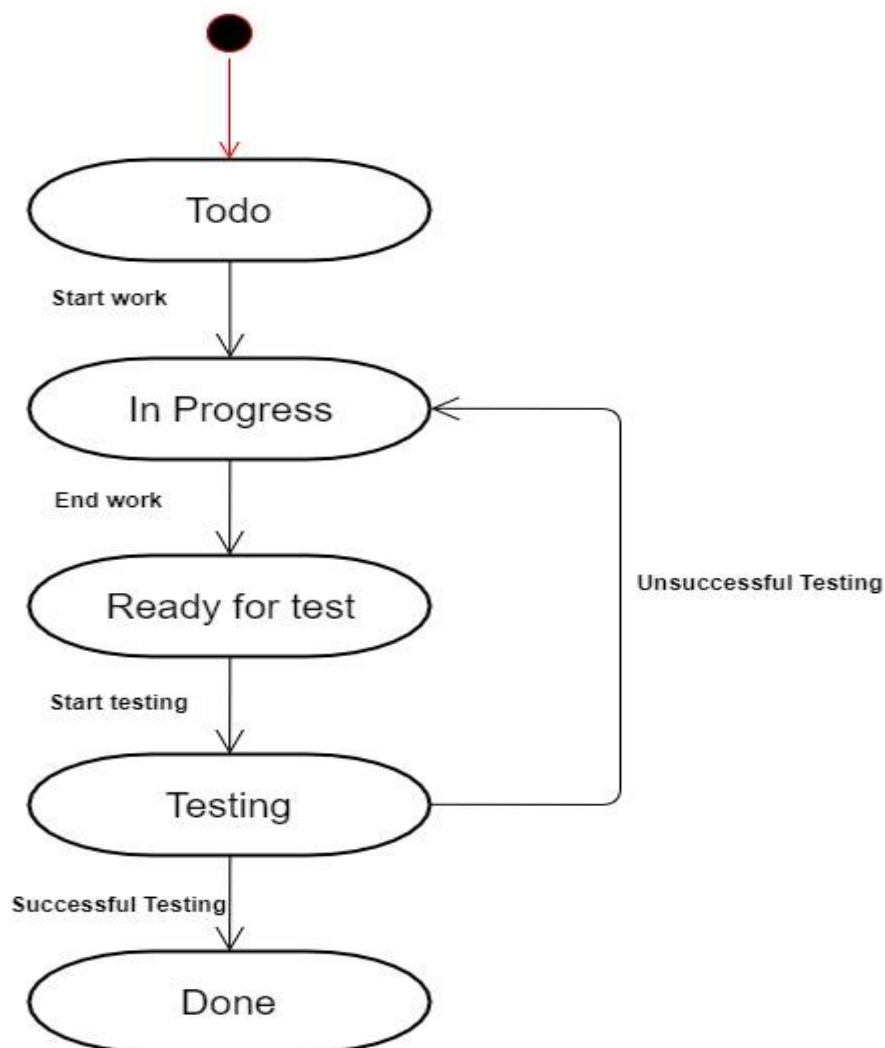 Todo
Start work
In Progress
End work
Ready for test
Unsuccessful Testing
Start testing
Testing
Successful Testing
Done